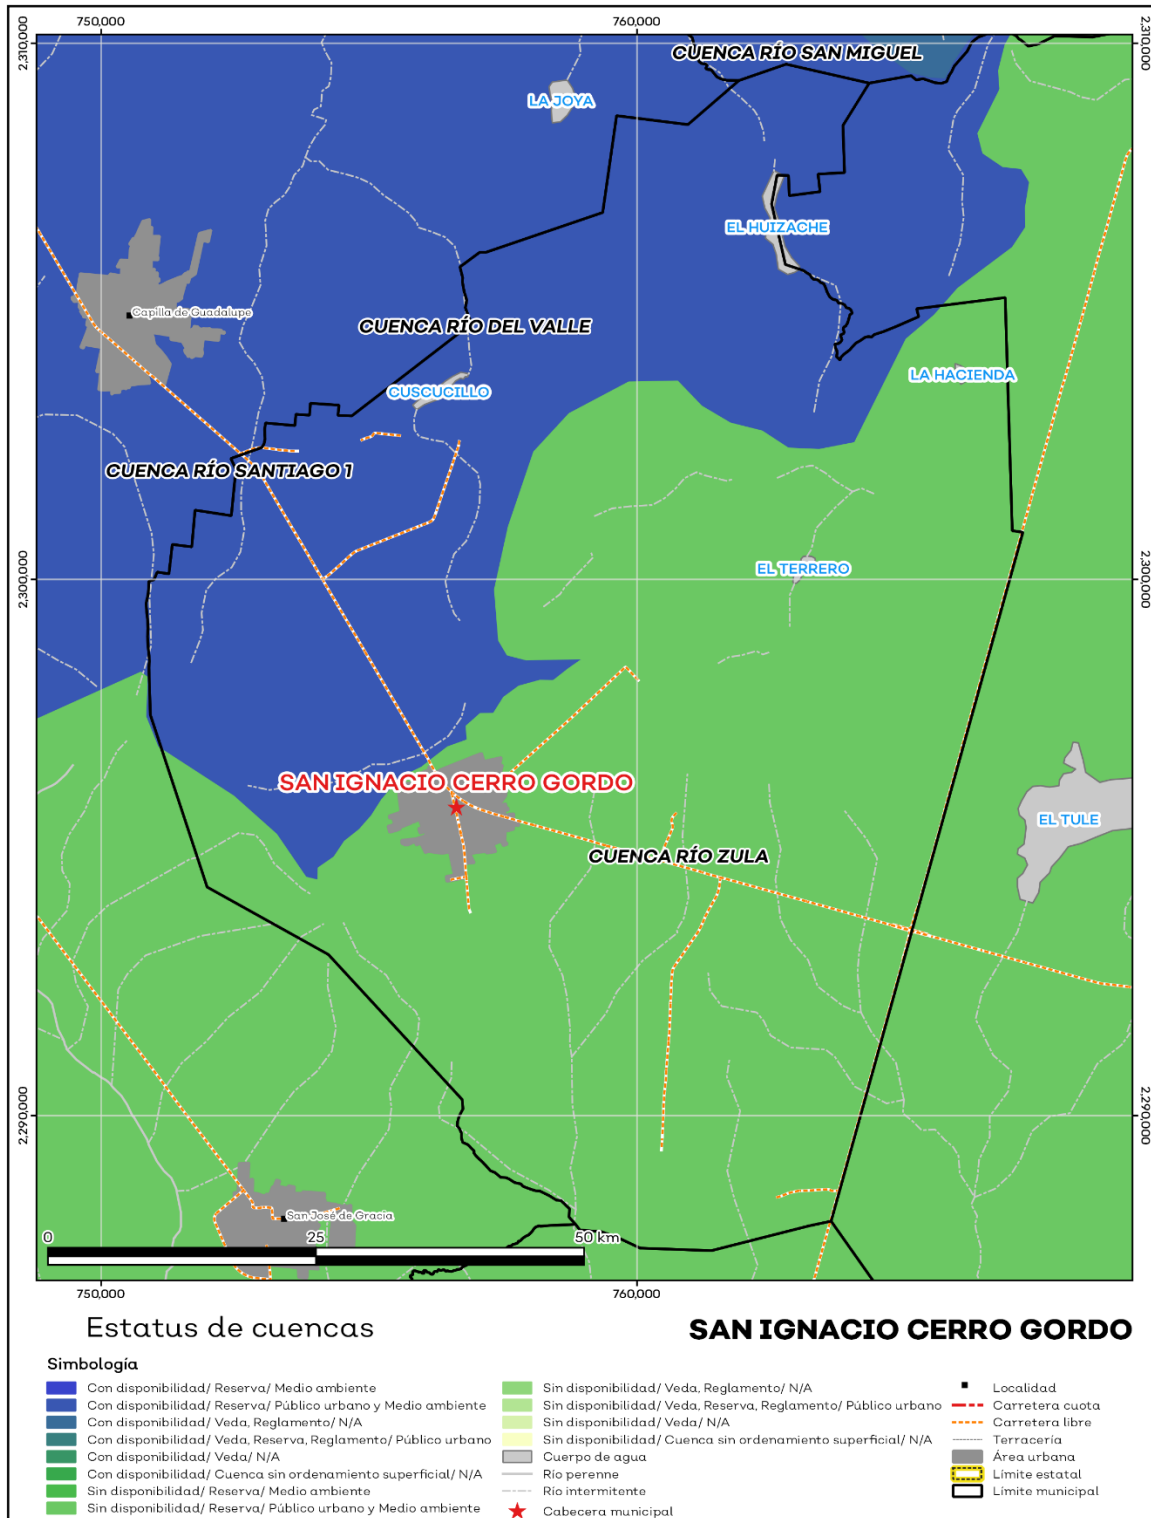 750,000
760,000
2,310,000
2,310,000
CUENCA RÍO SAN MIGUEL
LA JOYA
EL HUIZACHE
Capilla de Guadalupe
CUENCA RÍO DEL VALLE
LA HACIENDA
CUSCUCILLO
CUENCA RÍO SANTIAGO 1
EL TERRERO
2,300,000
2,300,000
SAN IGNACIO CERRO GORDO
EL TULE
CUENCA RÍO ZULA
2,290,000
2,290,000
San José de Gracia
0
25
50 km
750,000
760,000
Estatus de cuencas
SAN IGNACIO CERRO GORDO
Simbología
Con disponibilidad/ Reserva/ Medio ambiente
Con disponibilidad/ Reserva/ Público urbano y Medio ambiente
Con disponibilidad/ Veda, Reglamento/ N/A
Con disponibilidad/ Veda, Reserva, Reglamento/ Público urbano
Con disponibilidad/ Veda/ N/A
Con disponibilidad/ Cuenca sin ordenamiento superficial/ N/A
Sin disponibilidad/ Reserva/ Medio ambiente
Sin disponibilidad/ Reserva/ Público urbano y Medio ambiente
Sin disponibilidad/ Veda, Reglamento/ N/A
Sin disponibilidad/ Veda, Reserva, Reglamento/ Público urbano
Sin disponibilidad/ Veda/ N/A
Sin disponibilidad/ Cuenca sin ordenamiento superficial/ N/A
Cuerpo de agua
Río perenne
Río intermitente
Cabecera municipal
Localidad
Carretera cuota
Carretera libre
Terracería
Área urbana
Límite estatal
Límite municipal